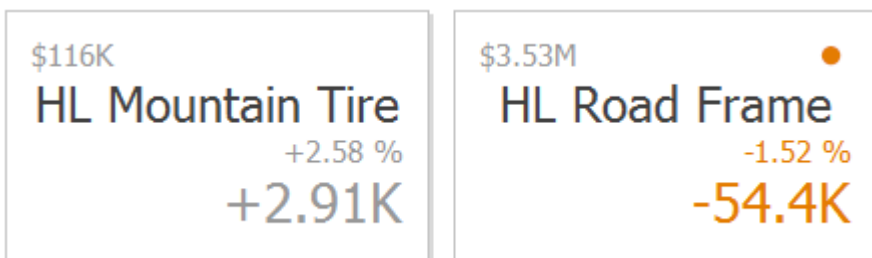 $116K
HL Mountain Tire
+2.58 %
+2.91K
$3.53M
HL Road Frame
-1.52 %
-54.4K